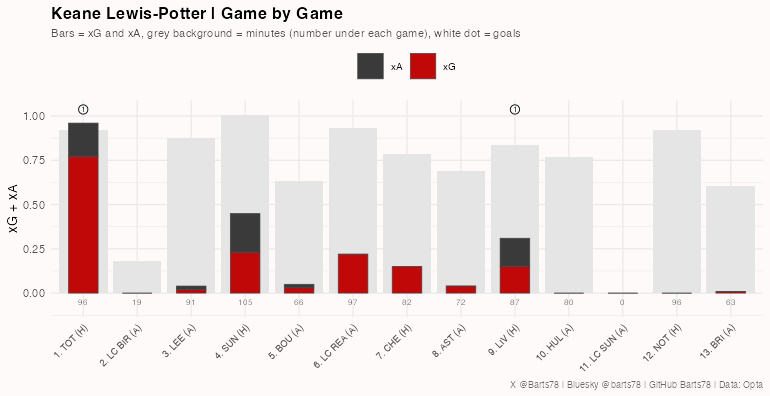 Keane Lewis-Potter | Game by Game
Bars = xG and xA, grey background = minutes (number under each game), white dot = goals
xA xG
xG + xA
1.00
0.75
0.50
0.25
0.00
1 1
96 19 91 105 66 97 82 72 87 80 0 96 63
1. TOT (H)
2. LC BIR (A)
3. LEE (A)
4. SUN (H)
5. BOU (A)
6. LC REA (A)
7. CHE (H)
8. AST (A)
9. LIV (H)
10. HUL (A)
11. LC SUN (A)
12. NOT (H)
13. BRI (A)
X @Barts78 | Bluesky @barts78 | GitHub Barts78 | Data: Opta